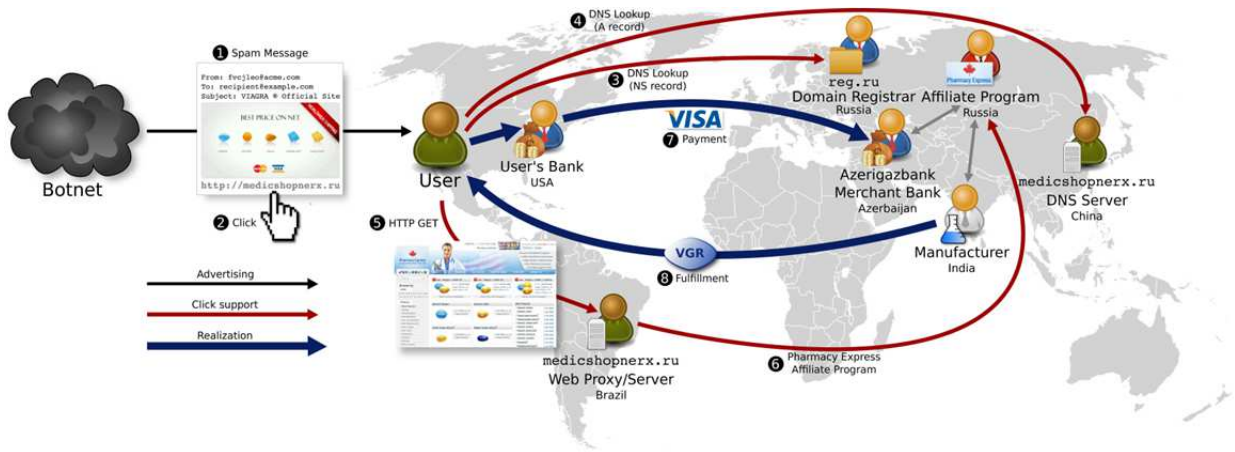 ❶ Spam Message
From: fvcjleo@acme.com
To: recipient@example.com
Subject: VIAGRA ® Official Site
BEST PRICE ON NET
http://medicshopnerx.ru
❷ Click
Botnet
User
❹ DNS Lookup
(A record)
❸ DNS Lookup
(NS record)
User's Bank
USA
VISA
❼ Payment
reg.ru
Domain Registrar
Russia
Pharmacy Express
Affiliate Program
Russia
Azerigazbank
Merchant Bank
Azerbaijan
medicshopnerx.ru
DNS Server
China
Manufacturer
India
VGR
❽ Fulfillment
❺ HTTP GET
medicshopnerx.ru
Web Proxy/Server
Brazil
❻ Pharmacy Express
Affiliate Program
Advertising
Click support
Realization